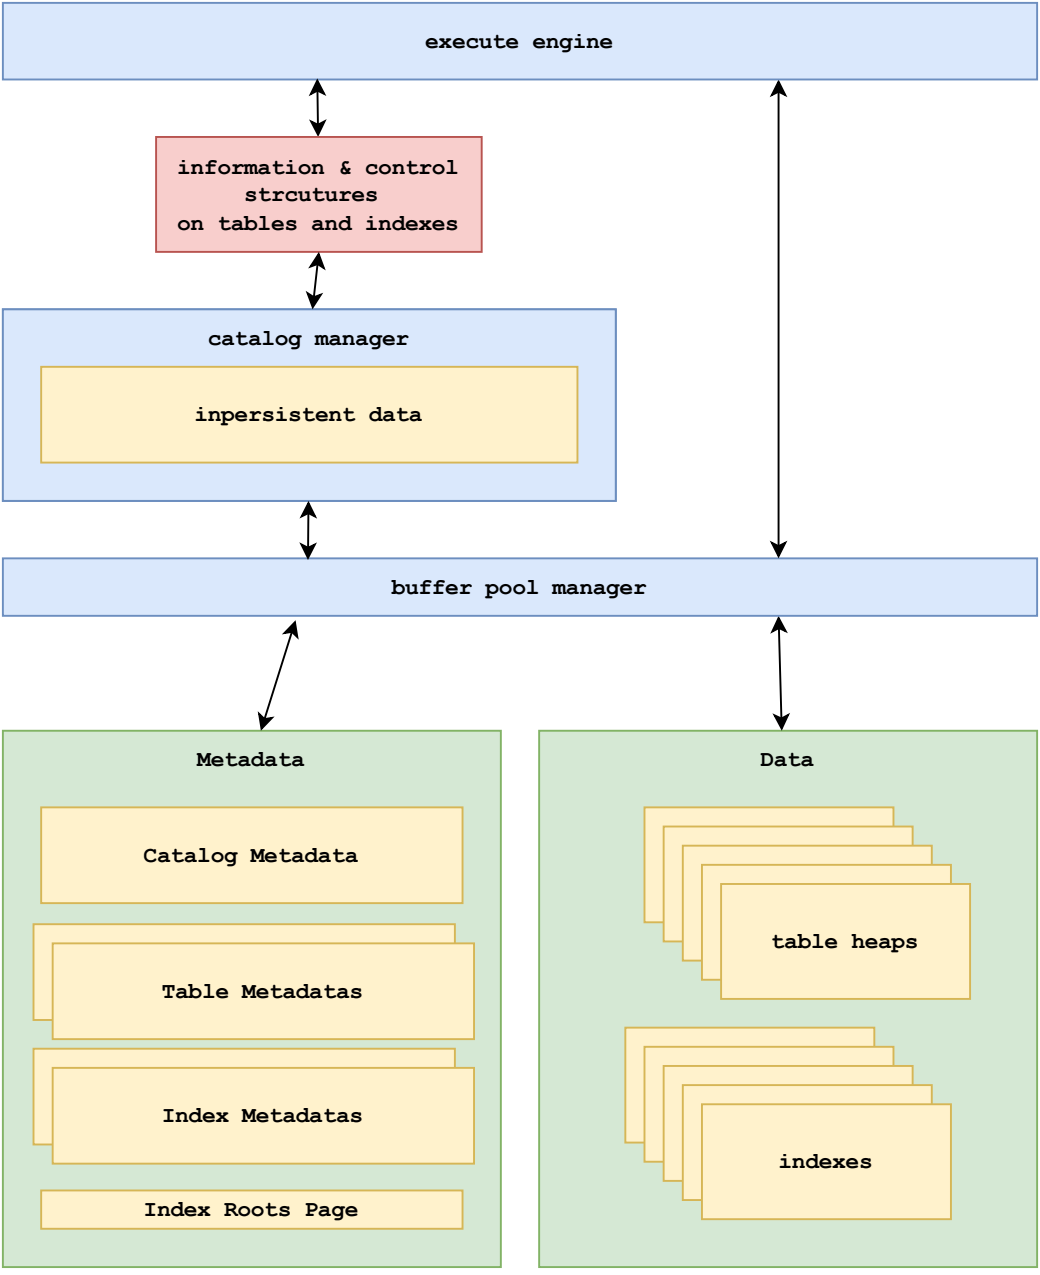 execute engine
information & control
strcutures
on tables and indexes
catalog manager
inpersistent data
buffer pool manager
Metadata
Catalog Metadata
Table Metadatas
Index Metadatas
Index Roots Page
Data
table heaps
indexes